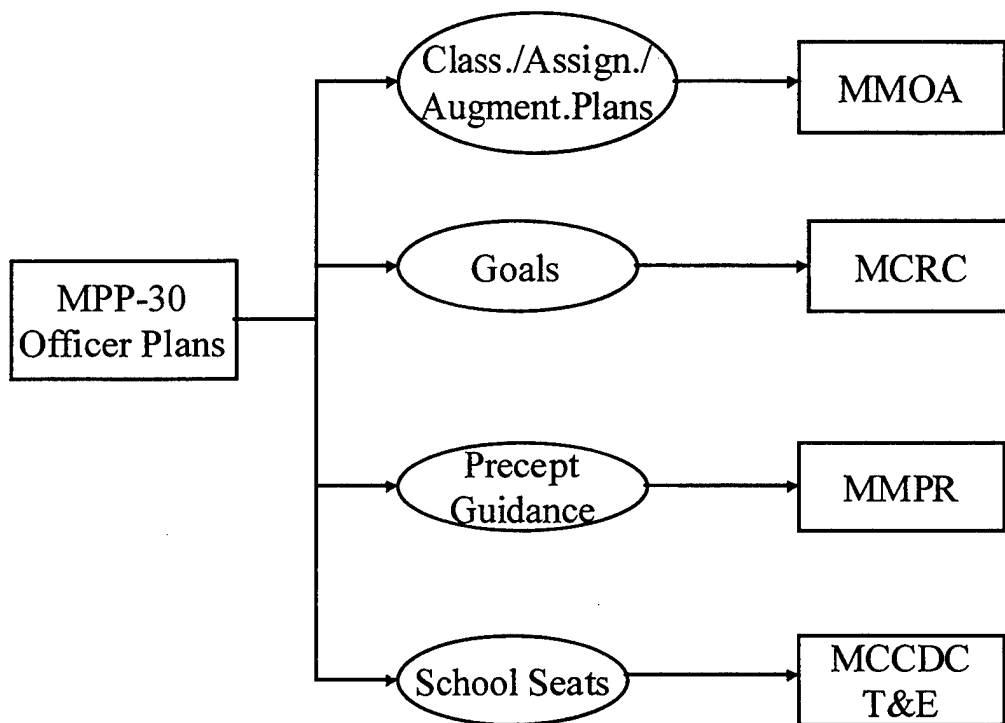 Class./Assign./
Augment.Plans
MMOA
Goals
MCRC
MPP-30
Officer Plans
Precept
Guidance
MMPR
School Seats
MCCDC
T&E